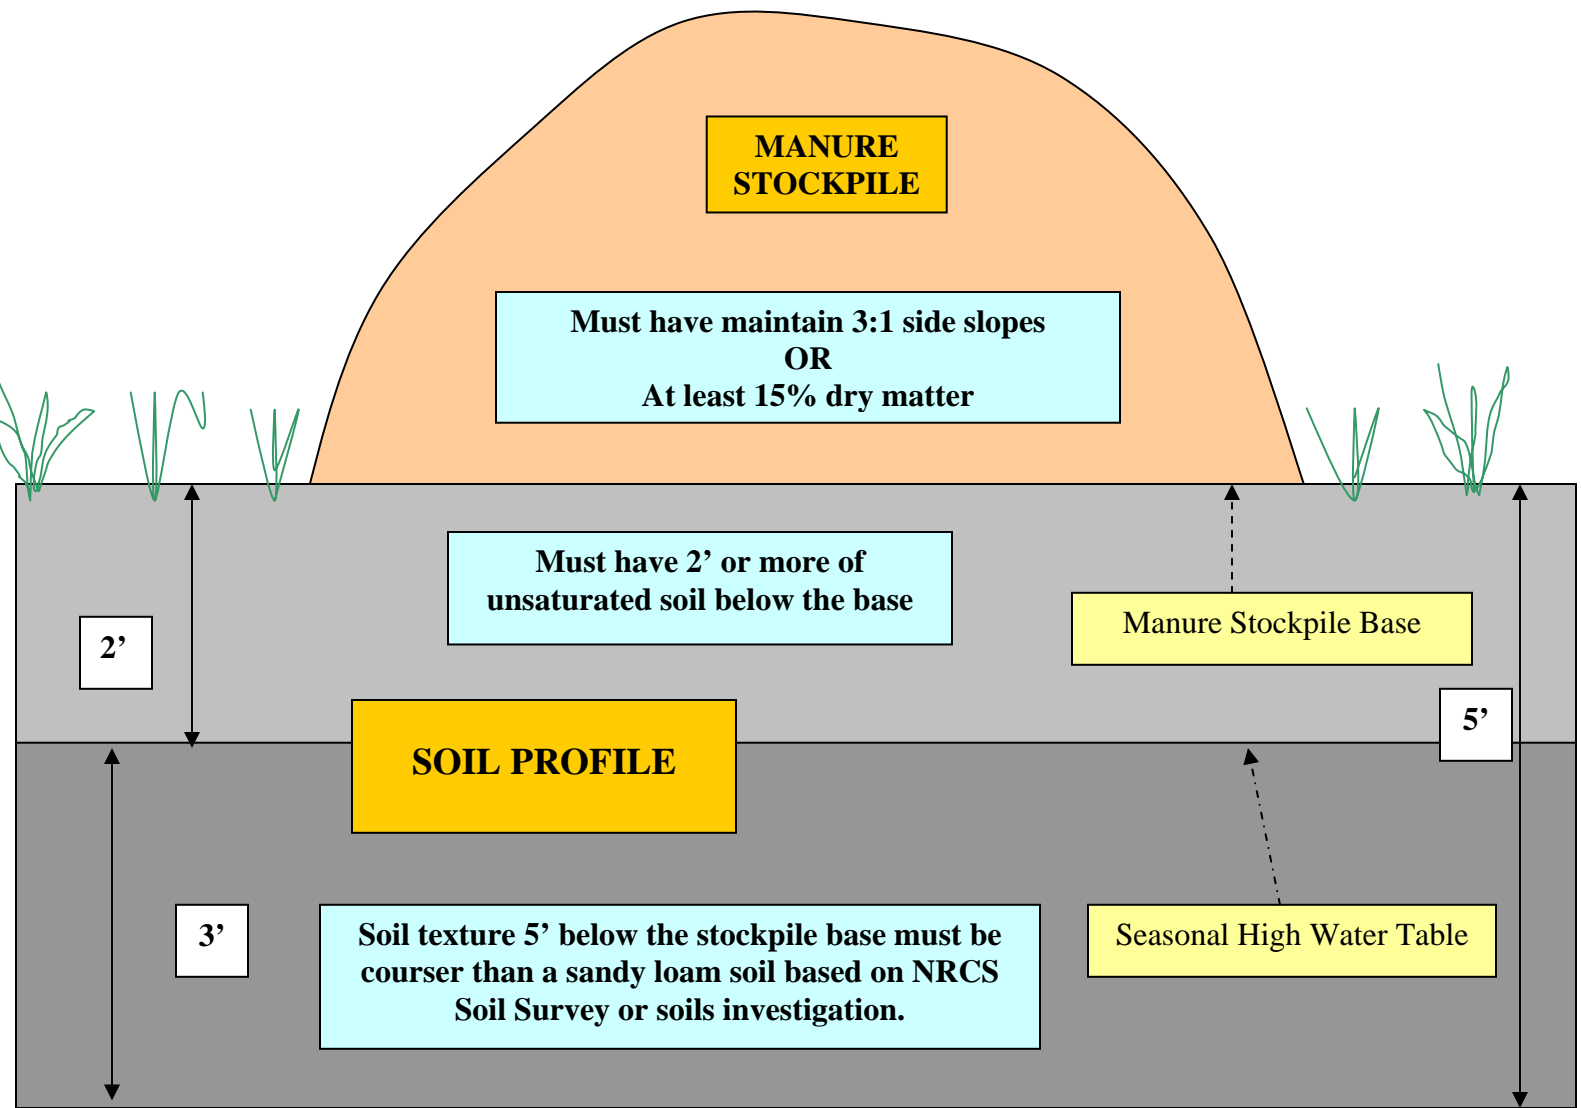 MANURE
STOCKPILE
Must have maintain 3:1 side slopes
OR
At least 15% dry matter
Must have 2’ or more of
unsaturated soil below the base
Manure Stockpile Base
2’
5’
SOIL PROFILE
3’
Soil texture 5’ below the stockpile base must be
courser than a sandy loam soil based on NRCS
Soil Survey or soils investigation.
Seasonal High Water Table